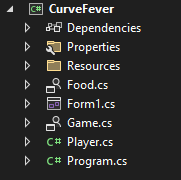 C# CurveFever
Dependencies
Properties
Resources
Food.cs
Form1.cs
Game.cs
C# Player.cs
C# Program.cs